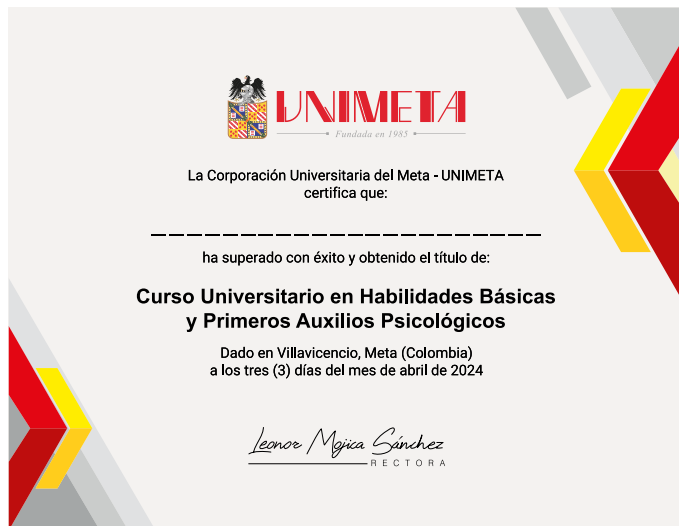 UNIMETA
Fundada en 1985
La Corporación Universitaria del Meta - UNIMETA
certifica que:
ha superado con éxito y obtenido el título de:
Curso Universitario en Habilidades Básicas
y Primeros Auxilios Psicológicos
Dado en Villavicencio, Meta (Colombia)
a los tres (3) días del mes de abril de 2024
Leonor Mojica Sánchez
RECTORA